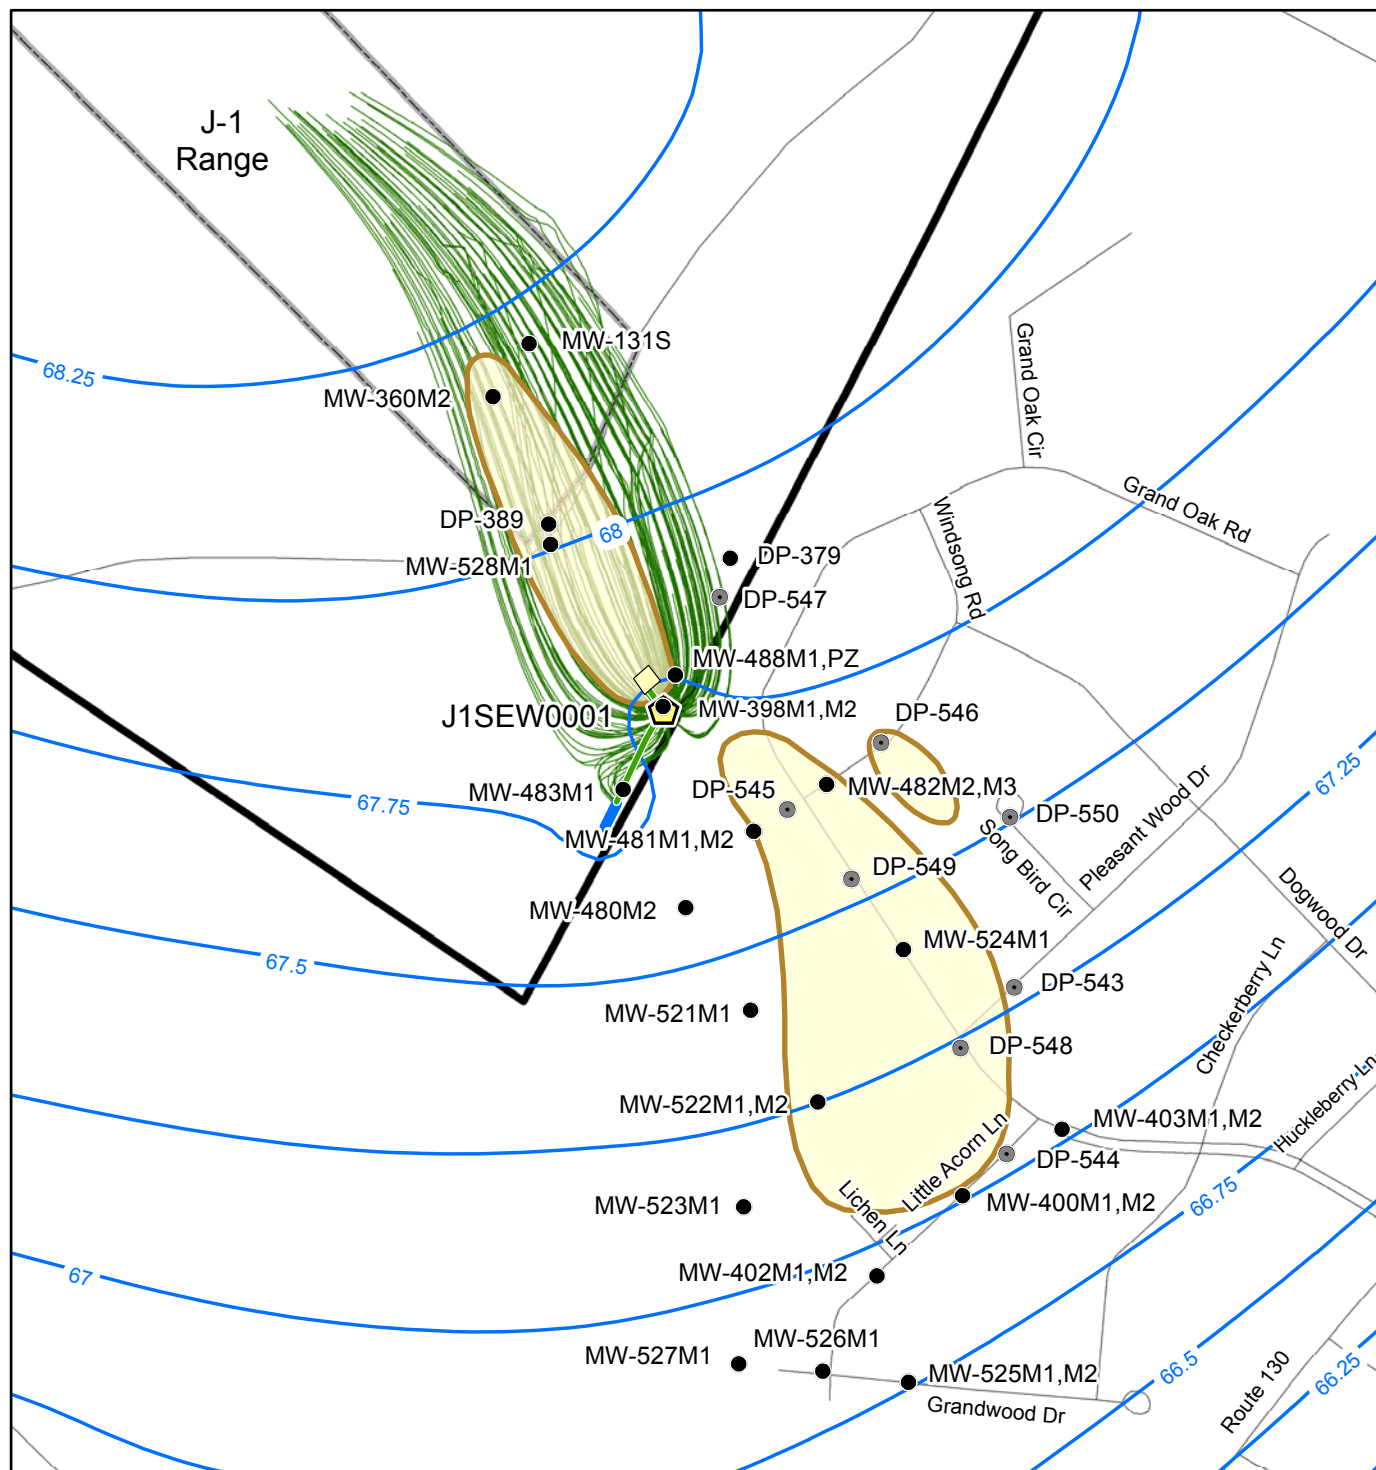 J-1
Range
MW-131S
68.25
Grand Oak Cir
MW-360M2
Grand Oak Rd
DP-389
68
Windsong Rd
MW-528M1
DP-379
DP-547
MW-488M1,PZ
J1SEW0001
MW-398M1,M2
DP-546
67.25
MW-483M1
DP-545
MW-482M2,M3
67.75
DP-550
Pleasant Wood Dr
MW-481M1,M2
Song Bird Cir
DP-549
MW-480M2
Dogwood Dr
MW-524M1
67.5
DP-543
Checkerberry Ln
MW-521M1
DP-548
MW-522M1,M2
Huckleberry Ln
MW-403M1,M2
Little Acorn Ln
DP-544
MW-523M1
Lichen Ln
MW-400M1,M2
66.75
67
MW-402M1,M2
MW-527M1
MW-526M1
66.5
66.25
MW-525M1,M2
Route 130
Grandwood Dr